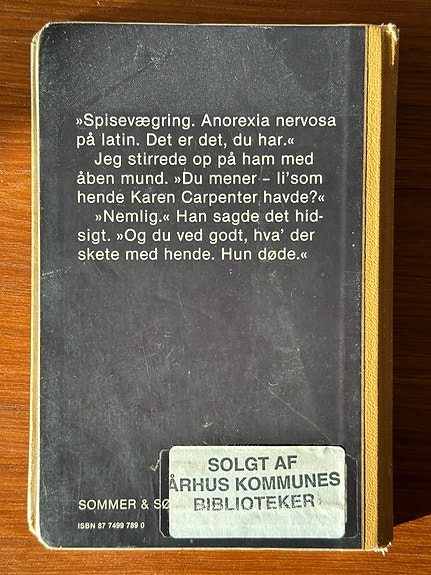 »Spisevægring. Anorexia nervosa
på latin. Det er det, du har.«
Jeg stirrede op på ham med
åben mund. »Du mener – li'som
hende Karen Carpenter havde?«
»Nemlig.« Han sagde det hid-
sigt. »Og du ved godt, hva' der
skete med hende. Hun døde.«
SOLGT AF
ÅRHUS KOMMUNES
BIBLIOTEKER
SOMMER &
ISBN 87 7499 789 0